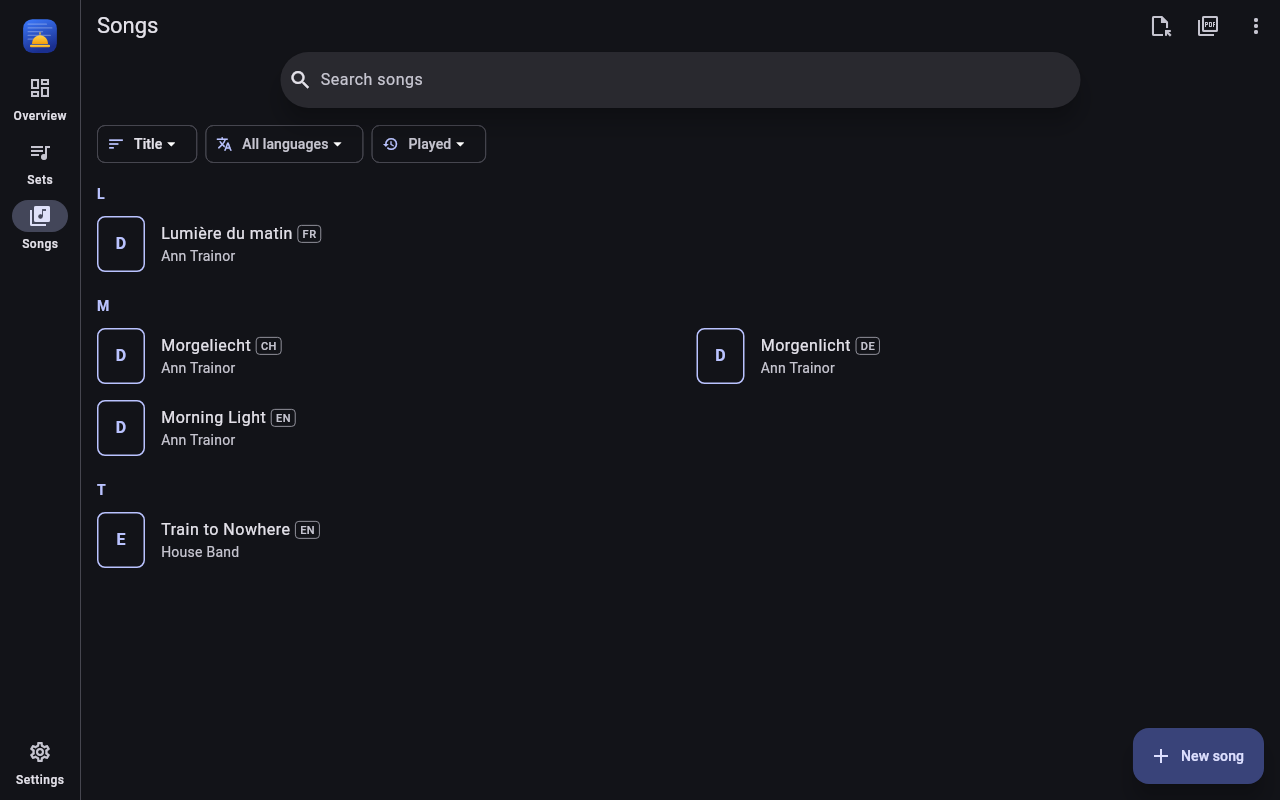 Songs
PDF
Search songs
Overview
Sets
Songs
Settings
Title
All languages
Played
L
D
Lumière du matin FR
Ann Trainor
M
D
Morgeliecht CH
Ann Trainor
D
Morgenlicht DE
Ann Trainor
D
Morning Light EN
Ann Trainor
T
E
Train to Nowhere EN
House Band
New song